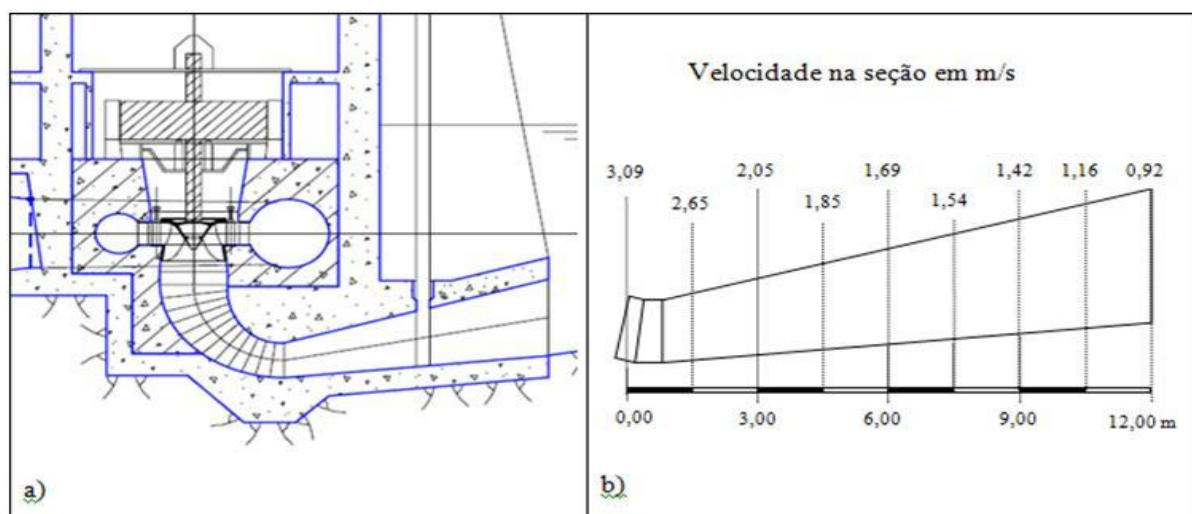 Velocidade na seção em m/s
3,09 2,05 1,69 1,42 1,16 0,92
2,65 1,85 1,54
0,00 3,00 6,00 9,00 12,00 m
a) b)